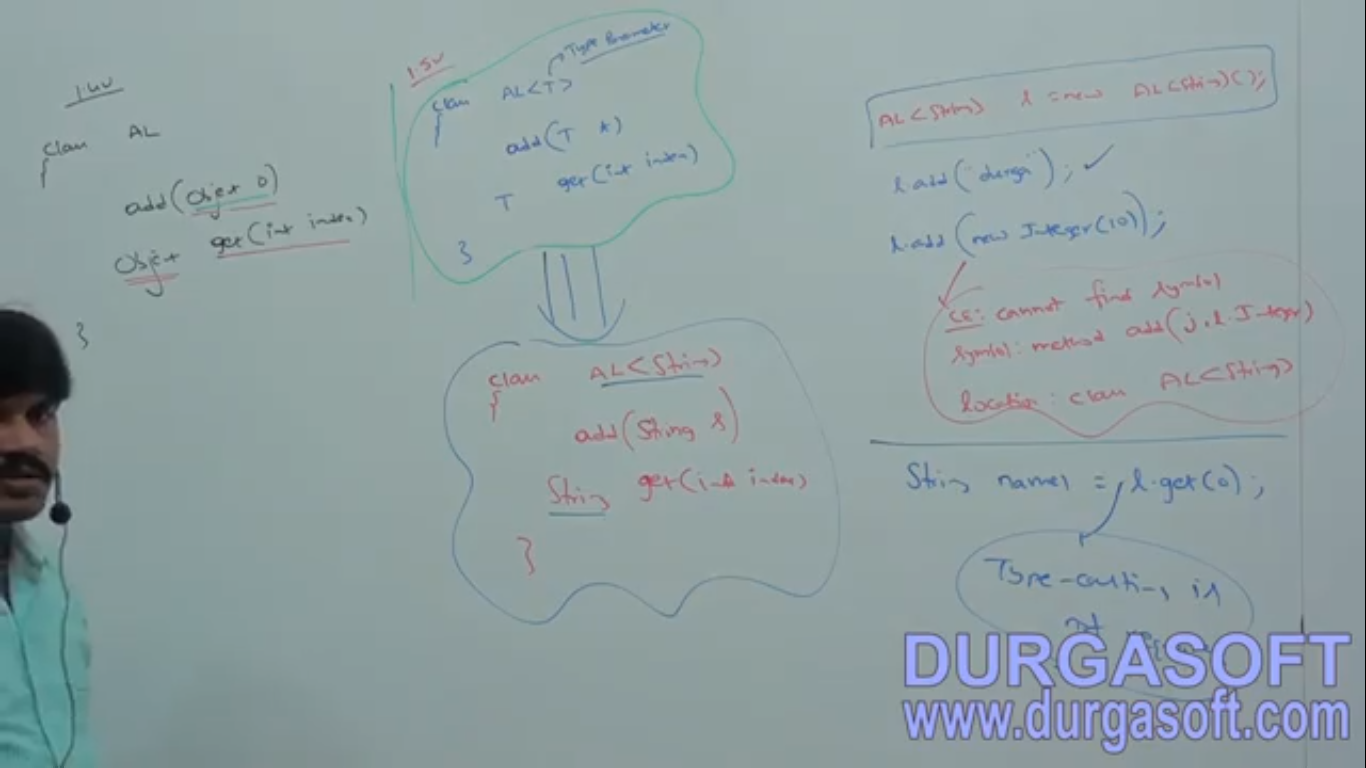 1.4v
class AL
{
add(Object o)
Object get(int index)
}
1.5v
Type Parameter
class AL<T>
{
add(T t)
T get(int index)
}
class AL<String>
{
add(String s)
String get(int index)
}
AL<String> l = new AL<String>();
l.add("durga"); ✓
l.add(new Integer(10));
CE: cannot find symbol
symbol: method add(j.l.Integer)
location: class AL<String>
String name1 = l.get(0);
Type-casting is
not
DURGASOFT
www.durgasoft.com